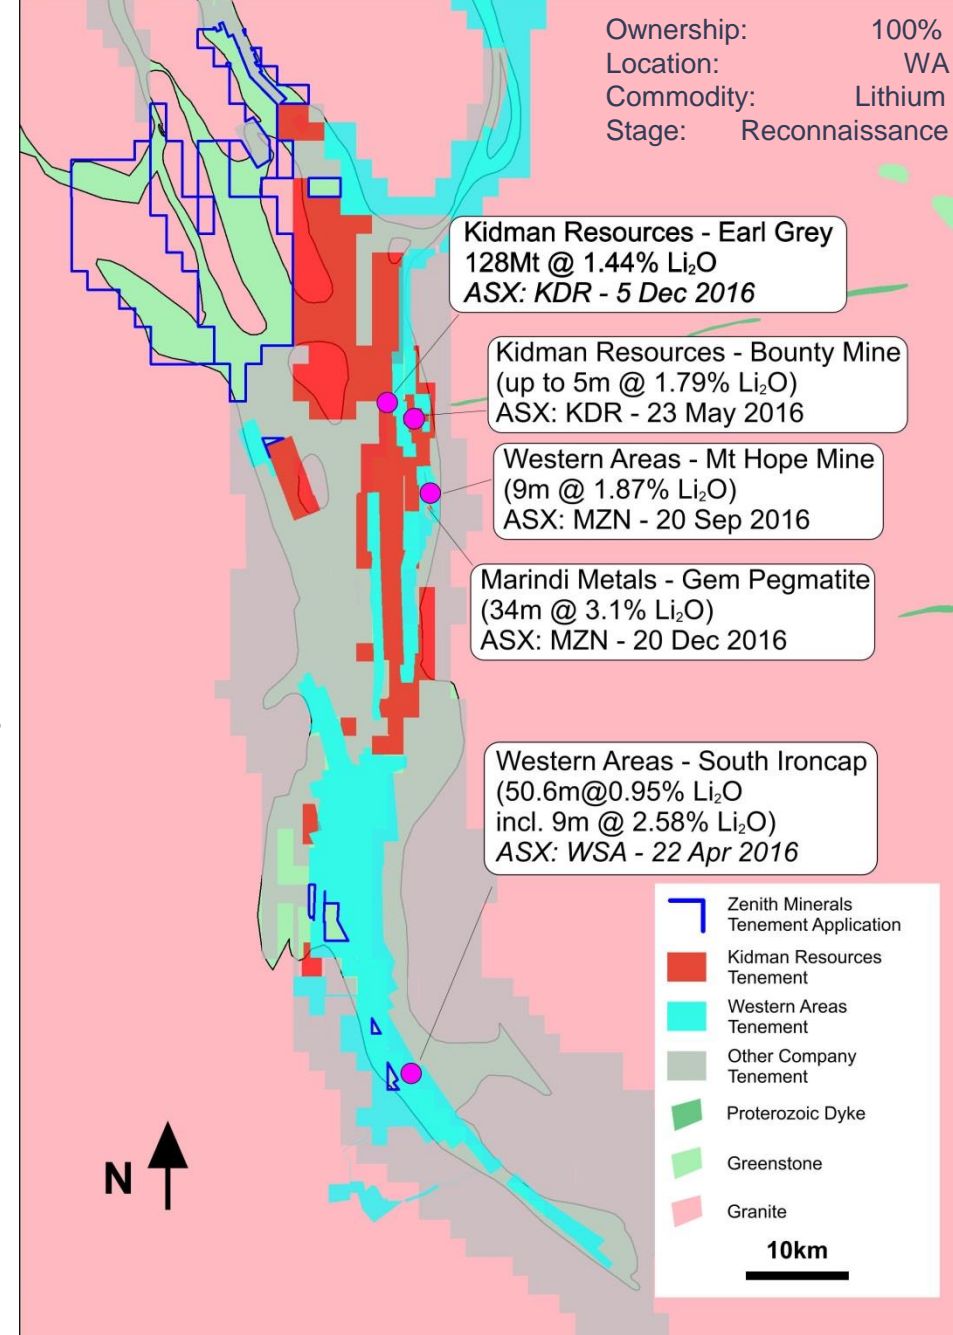 Ownership: 100%
Location: WA
Commodity: Lithium
Stage: Reconnaissance
Kidman Resources - Earl Grey
128Mt @ 1.44% Li₂O
ASX: KDR - 5 Dec 2016
Kidman Resources - Bounty Mine
(up to 5m @ 1.79% Li₂O)
ASX: KDR - 23 May 2016
Western Areas - Mt Hope Mine
(9m @ 1.87% Li₂O)
ASX: MZN - 20 Sep 2016
Marindi Metals - Gem Pegmatite
(34m @ 3.1% Li₂O)
ASX: MZN - 20 Dec 2016
Western Areas - South Ironcap
(50.6m@0.95% Li₂O
incl. 9m @ 2.58% Li₂O)
ASX: WSA - 22 Apr 2016
Zenith Minerals
Tenement Application
Kidman Resources
Tenement
Western Areas
Tenement
Other Company
Tenement
Proterozoic Dyke
Greenstone
Granite
10km
N